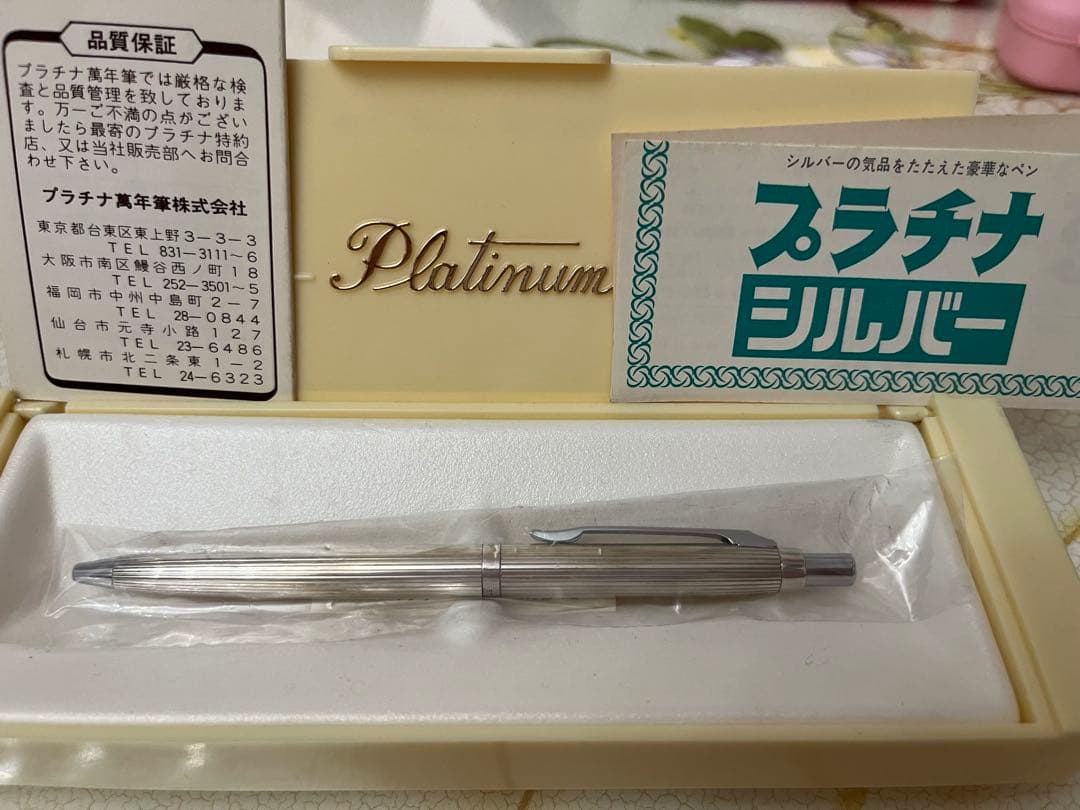 品質保証
プラチナ萬年筆では厳格な検
査と品質管理を致しておりま
す。万一ご不満の点がござい
ましたら最寄のプラチナ特約
店、又は当社販売部へお問合
わせ下さい。
プラチナ萬年筆株式会社
東京都台東区東上野3-3-3
TEL 831-3111~6
大阪市南区鰻谷西ノ町18
TEL 252-3501~5
福岡市中州中島町2-7
TEL 28-0844
仙台市元寺小路127
TEL 23-6486
札幌市北二条東1-2
TEL 24-6323
Platinum
シルバーの気品をたたえた豪華なペン
プラチナ
シルバー